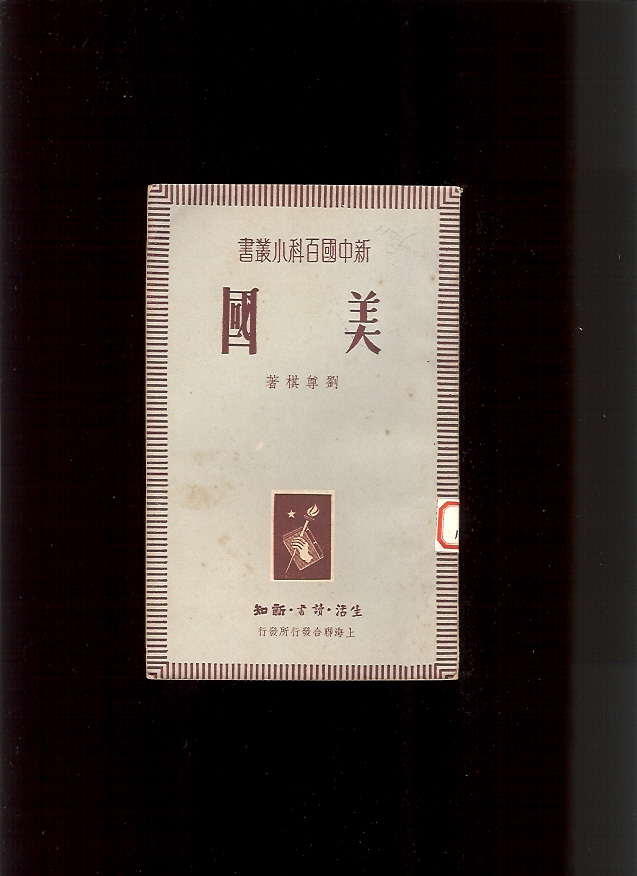 新中國百科小叢書
美國
劉尊棋著
生活·讀書·新知
上海聯合發行所發行